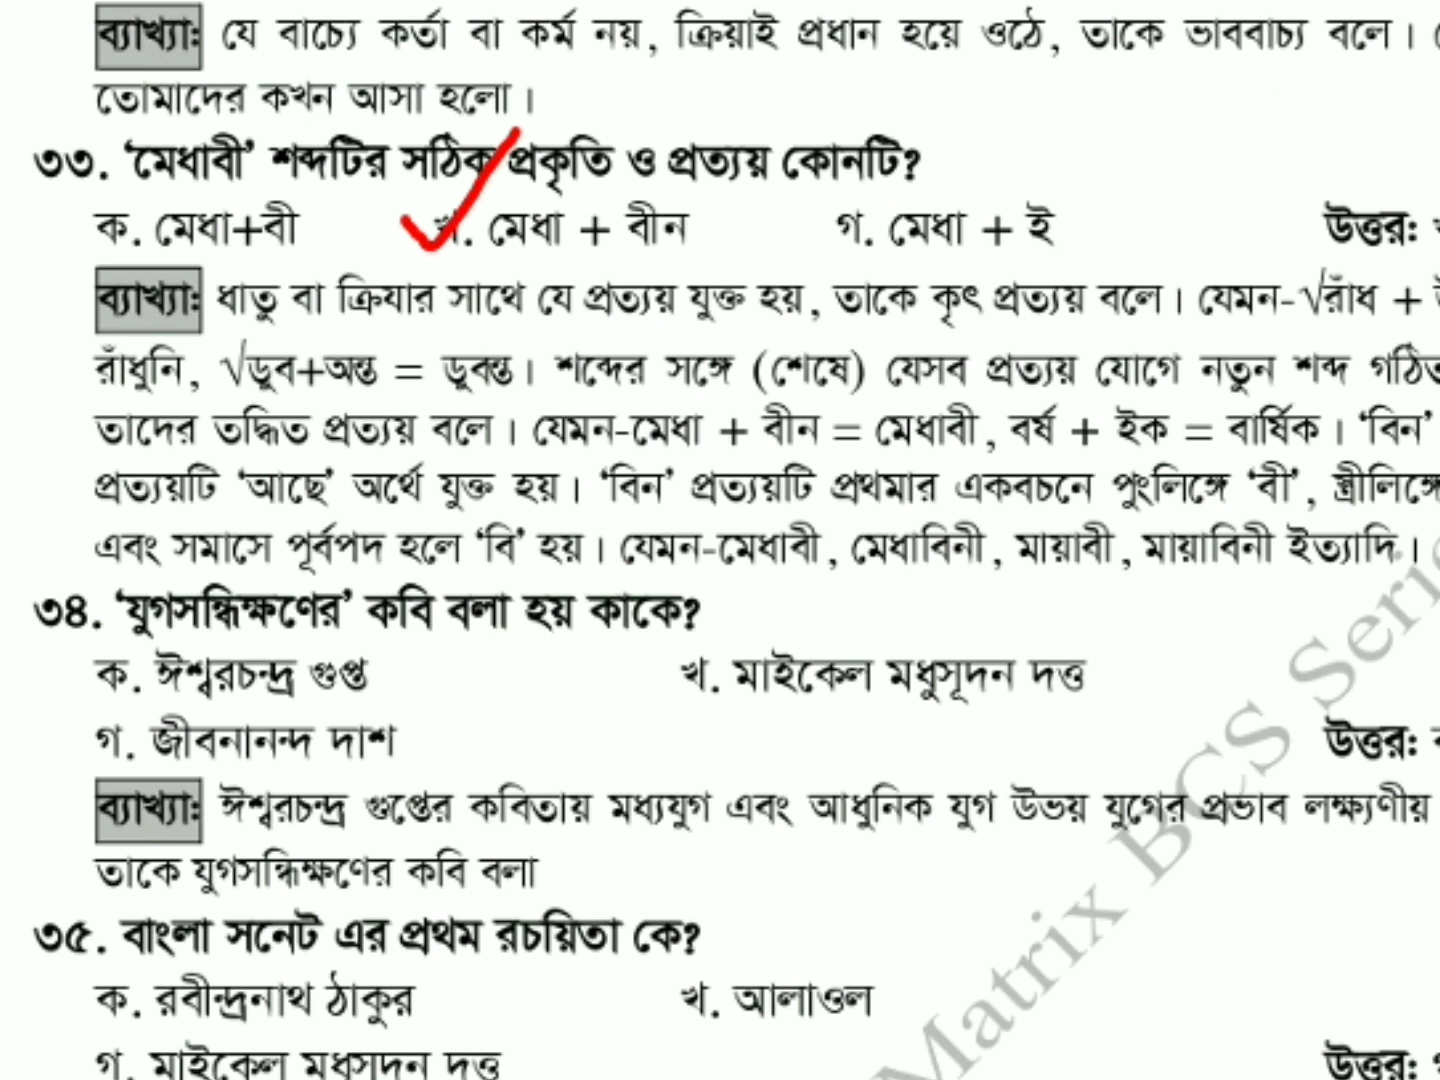 ব্যাখ্যা: যে বাচ্যে কর্তা বা কর্ম নয়, ক্রিয়াই প্রধান হয়ে ওঠে, তাকে ভাববাচ্য বলে।
তোমাদের কখন আসা হলো।
৩৩. ‘মেধাবী’ শব্দটির সঠিক প্রকৃতি ও প্রত্যয় কোনটি?
ক. মেধা+বী খ. মেধা + বীন গ. মেধা + ই উত্তর:
ব্যাখ্যা: ধাতু বা ক্রিযার সাথে যে প্রত্যয় যুক্ত হয়, তাকে কৃৎ প্রত্যয় বলে। যেমন-√রাঁধ +
রাঁধুনি, √ডুব+অন্ত = ডুবন্ত। শব্দের সঙ্গে (শেষে) যেসব প্রত্যয় যোগে নতুন শব্দ গঠিত
তাদের তদ্ধিত প্রত্যয় বলে। যেমন-মেধা + বীন = মেধাবী, বর্ষ + ইক = বার্ষিক। ‘বিন’
প্রত্যয়টি ‘আছে’ অর্থে যুক্ত হয়। ‘বিন’ প্রত্যয়টি প্রথমার একবচনে পুংলিঙ্গে ‘বী’, স্ত্রীলিঙ্গে
এবং সমাসে পূর্বপদ হলে ‘বি’ হয়। যেমন-মেধাবী, মেধাবিনী, মায়াবী, মায়াবিনী ইত্যাদি।
৩৪. ‘যুগসন্ধিক্ষণের’ কবি বলা হয় কাকে?
ক. ঈশ্বরচন্দ্র গুপ্ত খ. মাইকেল মধুসূদন দত্ত
গ. জীবনানন্দ দাশ উত্তর:
ব্যাখ্যা: ঈশ্বরচন্দ্র গুপ্তের কবিতায় মধ্যযুগ এবং আধুনিক যুগ উভয় যুগের প্রভাব লক্ষ্যণীয়
তাকে যুগসন্ধিক্ষণের কবি বলা
৩৫. বাংলা সনেট এর প্রথম রচয়িতা কে?
ক. রবীন্দ্রনাথ ঠাকুর খ. আলাওল
গ. মাইকেল মধুসূদন দত্ত উত্তর:
Matrix BCS Serie